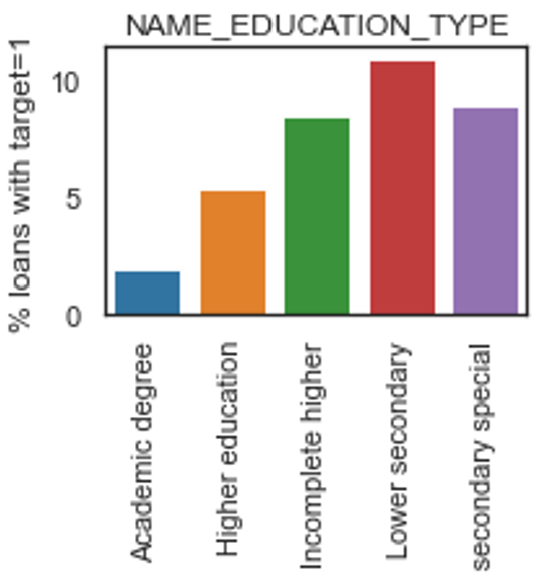 NAME_EDUCATION_TYPE
% loans with target=1
10
5
0
Academic degree
Higher education
Incomplete higher
Lower secondary
secondary special